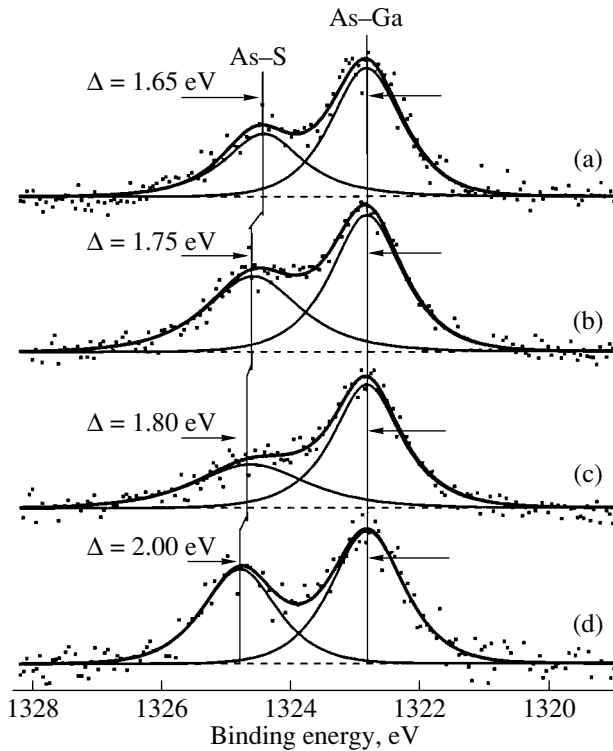 As–Ga
As–S
Δ = 1.65 eV
(a)
Δ = 1.75 eV
(b)
Δ = 1.80 eV
(c)
Δ = 2.00 eV
(d)
1328 1326 1324 1322 1320
Binding energy, eV